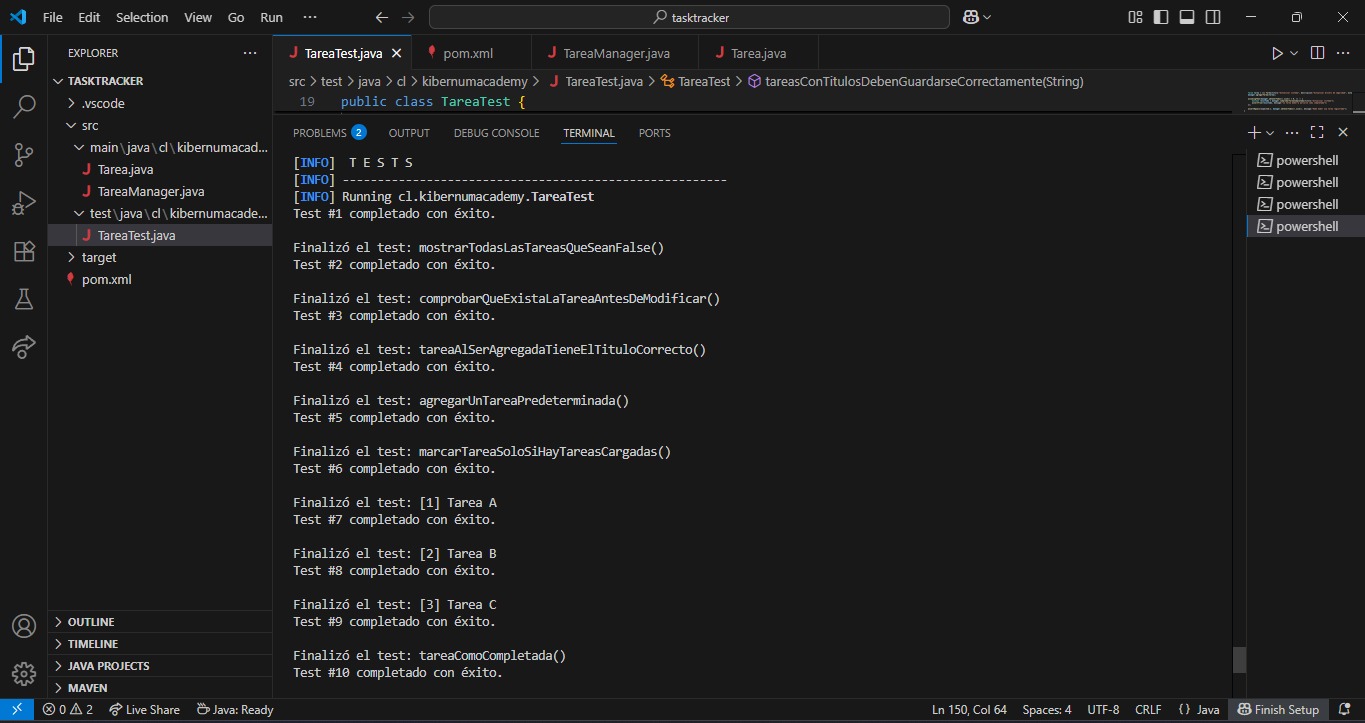 File Edit Selection View Go Run ···
tasktracker
EXPLORER ···
TASKTRACKER
.vscode
src
main\java\cl\kibernumacad...
Tarea.java
TareaManager.java
test\java\cl\kibernumacade...
TareaTest.java
target
pom.xml
OUTLINE
TIMELINE
JAVA PROJECTS
MAVEN
TareaTest.java
pom.xml
TareaManager.java
Tarea.java
src > test > java > cl > kibernumacademy > TareaTest.java > TareaTest > tareasConTitulosDebenGuardarseCorrectamente(String)
19 public class TareaTest {
PROBLEMS 2 OUTPUT DEBUG CONSOLE TERMINAL PORTS
[INFO] T E S T S
[INFO] -------------------------------------------------------
[INFO] Running cl.kibernumacademy.TareaTest
Test #1 completado con éxito.
Finalizó el test: mostrarTodasLasTareasQueSeanFalse()
Test #2 completado con éxito.
Finalizó el test: comprobarQueExistaLaTareaAntesDeModificar()
Test #3 completado con éxito.
Finalizó el test: tareaAlSerAgregadaTieneElTituloCorrecto()
Test #4 completado con éxito.
Finalizó el test: agregarUnTareaPredeterminada()
Test #5 completado con éxito.
Finalizó el test: marcarTareaSoloSiHayTareasCargadas()
Test #6 completado con éxito.
Finalizó el test: [1] Tarea A
Test #7 completado con éxito.
Finalizó el test: [2] Tarea B
Test #8 completado con éxito.
Finalizó el test: [3] Tarea C
Test #9 completado con éxito.
Finalizó el test: tareaComoCompletada()
Test #10 completado con éxito.
powershell
powershell
powershell
powershell
0 2 Live Share Java: Ready Ln 150, Col 64 Spaces: 4 UTF-8 CRLF {} Java Finish Setup